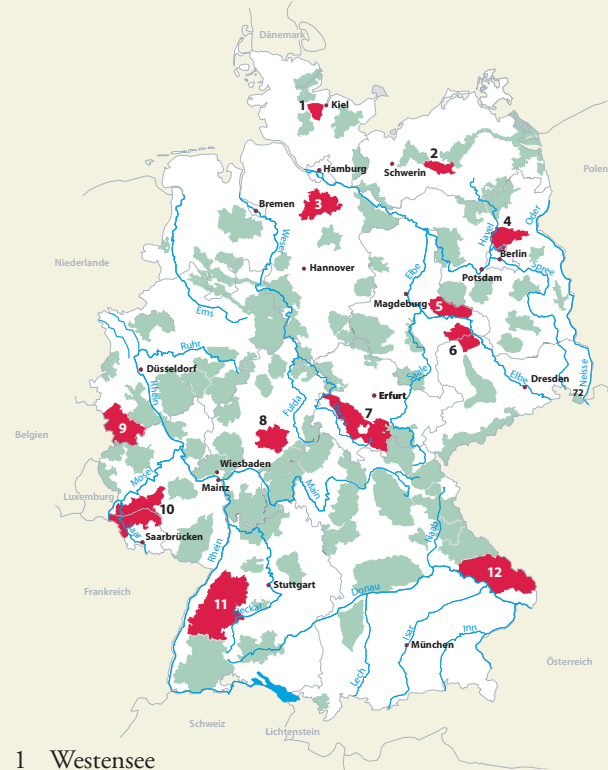 Dänemark
1 Kiel
Hamburg
Schwerin
2
Polen
3
Bremen
Weser
4
Havel
Oder
Berlin
Niederlande
Hannover
Potsdam
Spree
Elbe
Magdeburg
5
Ems
6
Ruhr
Düsseldorf
Rhein
Erfurt
Saale
Elbe
Dresden
72
Neisse
Fulda
7
8
9
Belgien
Wiesbaden
Mosel
Mainz
Main
Luxemburg
10
Saar
Saarbrücken
Rhein
Naab
12
Frankreich
Stuttgart
Donau
11
Neckar
Isar
Inn
München
Lech
Österreich
Schweiz
Lichtenstein
1 Westensee